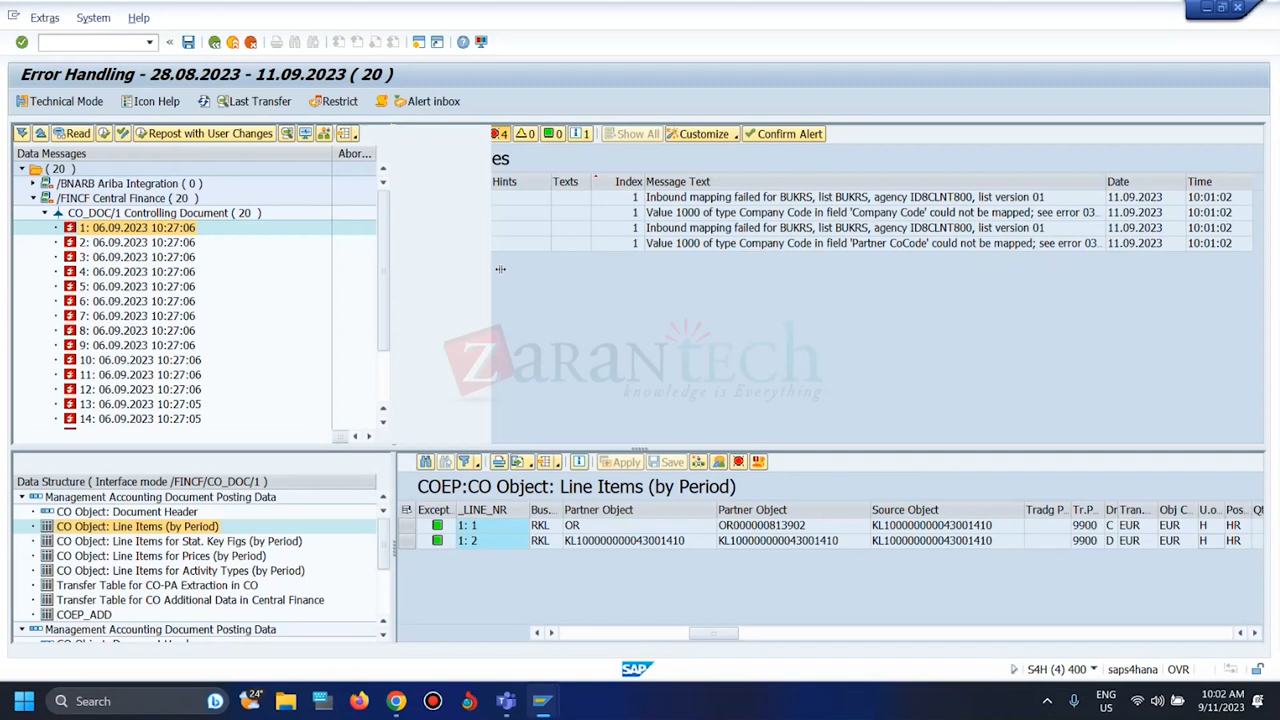 Extras System Help
Error Handling - 28.08.2023 - 11.09.2023 ( 20 )
Technical Mode Icon Help Last Transfer Restrict Alert inbox
Read Repost with User Changes 4 0 0 1 Show All Customize Confirm Alert
Data Messages Abor... es
( 20 )
/BNARB Ariba Integration ( 0 )
/FINCF Central Finance ( 20 )
CO_DOC/1 Controlling Document ( 20 )
1: 06.09.2023 10:27:06
2: 06.09.2023 10:27:06
3: 06.09.2023 10:27:06
4: 06.09.2023 10:27:06
5: 06.09.2023 10:27:06
6: 06.09.2023 10:27:06
7: 06.09.2023 10:27:06
8: 06.09.2023 10:27:06
9: 06.09.2023 10:27:06
10: 06.09.2023 10:27:06
11: 06.09.2023 10:27:06
12: 06.09.2023 10:27:06
13: 06.09.2023 10:27:05
14: 06.09.2023 10:27:05
Hints Texts Index Message Text Date Time
1 Inbound mapping failed for BUKRS, list BUKRS, agency ID8CLNT800, list version 01 11.09.2023 10:01:02
1 Value 1000 of type Company Code in field 'Company Code' could not be mapped; see error 03... 11.09.2023 10:01:02
1 Inbound mapping failed for BUKRS, list BUKRS, agency ID8CLNT800, list version 01 11.09.2023 10:01:02
1 Value 1000 of type Company Code in field 'Partner CoCode' could not be mapped; see error 03... 11.09.2023 10:01:02
zarantech
knowledge is Everything
Data Structure ( Interface mode /FINCF/CO_DOC/1 )
Management Accounting Document Posting Data
CO Object: Document Header
CO Object: Line Items (by Period)
CO Object: Line Items for Stat. Key Figs (by Period)
CO Object: Line Items for Prices (by Period)
CO Object: Line Items for Activity Types (by Period)
Transfer Table for CO-PA Extraction in CO
Transfer Table for CO Additional Data in Central Finance
COEP_ADD
Management Accounting Document Posting Data
Apply Save
COEP:CO Object: Line Items (by Period)
Except _LINE_NR Bus... Partner Object Partner Object Source Object Tradg P... Tr.P... Dr Tran... Obj C... U.o... Pos... Qt
1: 1 RKL OR OR000000813902 KL100000000043001410 9900 C EUR EUR H HR
1: 2 RKL KL100000000043001410 KL100000000043001410 KL100000000043001410 9900 D EUR EUR H HR
SAP S4H (4) 400 saps4hana OVR
Search 24° ENG US 10:02 AM 9/11/2023